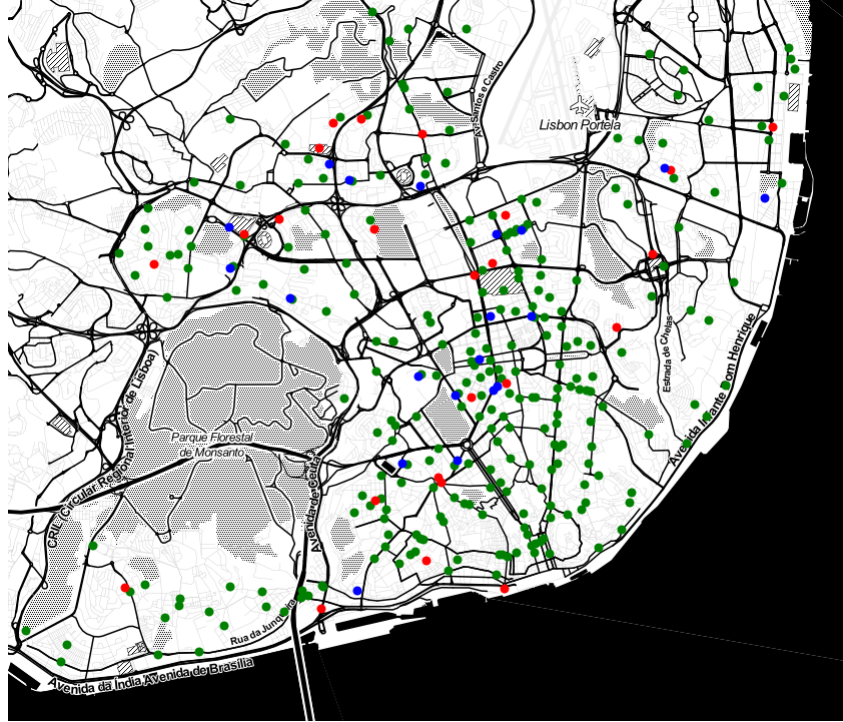 Av. Santos e Castro
Lisbon Portela
CRIL (Circular Regional Interior de Lisboa)
Parque Florestal
de Monsanto
Avenida de Ceuta
Estrada de Chelas
Avenida Infante Dom Henrique
Rua da Junqueira
Avenida da Índia
Avenida de Brasília